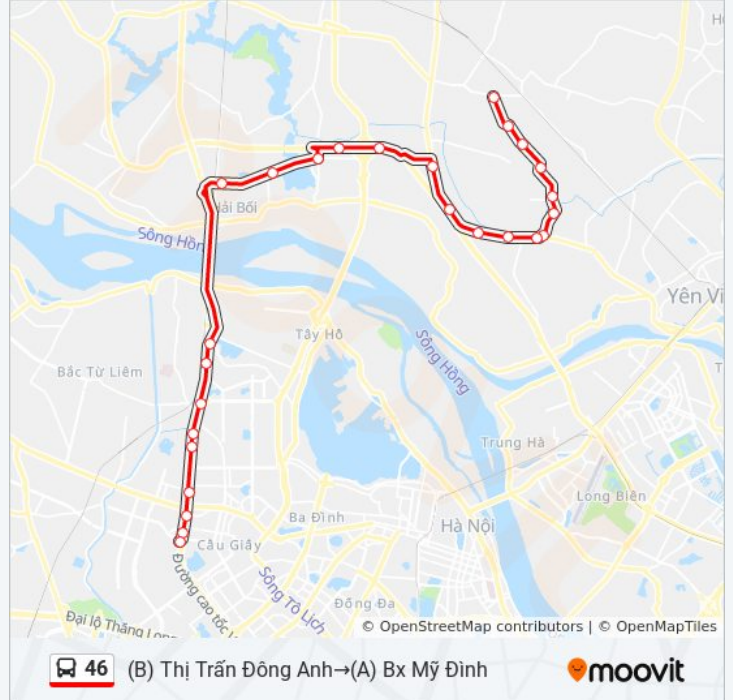 Hải Bối
Sông Hồng
Yên Vi
Tây Hồ
Sông Hồng
Bắc Từ Liêm
Trung Hà
Long Biên
Ba Đình
Hà Nội
Cầu Giấy
Đường cao tốc
Sông Tô Lịch
Đống Đa
Đại lộ Thăng Long
© OpenStreetMap contributors | © OpenMapTiles
46 (B) Thị Trấn Đông Anh→(A) Bx Mỹ Đình
moovit